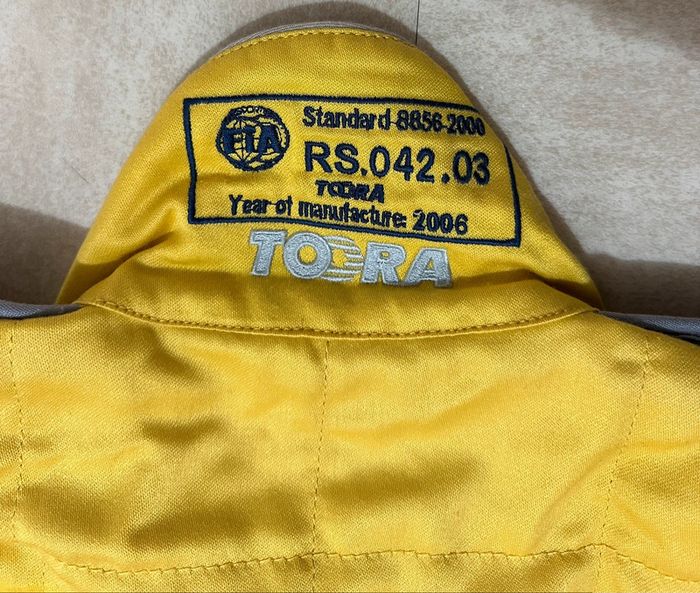 FIA
Standard 8856-2000
RS.042.03
TOORA
Year of manufacture: 2006
TOORA